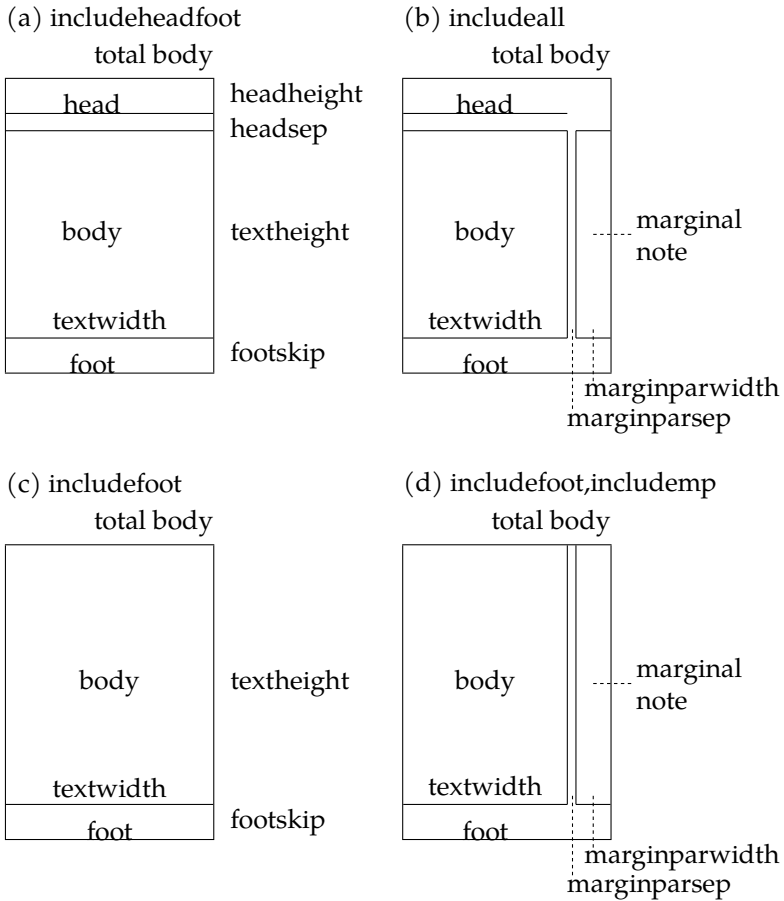 (a) includeheadfoot
total body
head
headheight
headsep
body
textheight
textwidth
foot
footskip
(b) includeall
total body
head
body
marginal
note
textwidth
foot
marginparwidth
marginparsep
(c) includefoot
total body
body
textheight
textwidth
foot
footskip
(d) includefoot,includemp
total body
body
marginal
note
textwidth
foot
marginparwidth
marginparsep